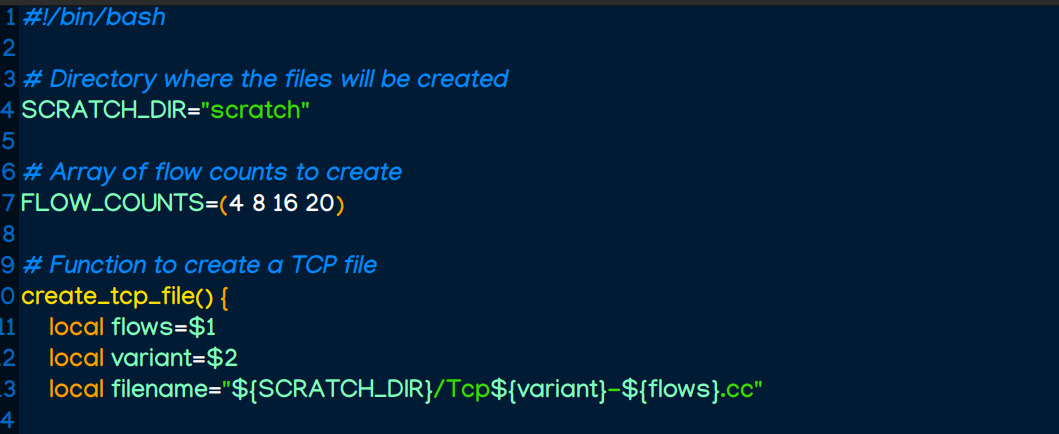 1 #!/bin/bash
2
3 # Directory where the files will be created
4 SCRATCH_DIR="scratch"
5
6 # Array of flow counts to create
7 FLOW_COUNTS=(4 8 16 20)
8
9 # Function to create a TCP file
0 create_tcp_file() {
11     local flows=$1
2     local variant=$2
3     local filename="${SCRATCH_DIR}/Tcp${variant}-${flows}.cc"
4